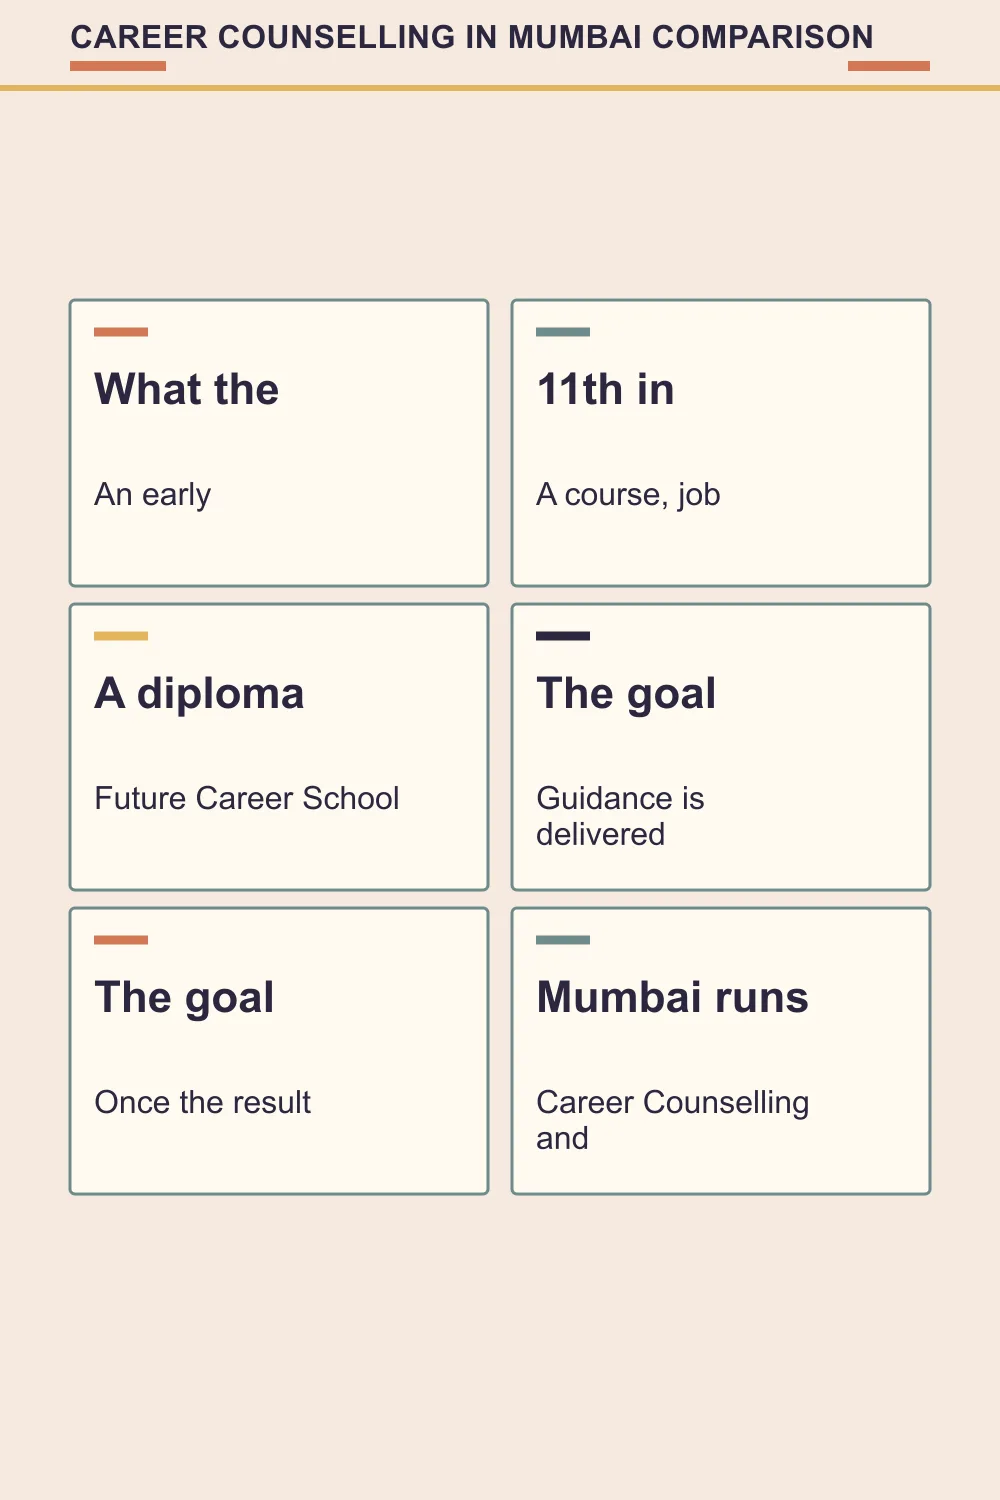 CAREER COUNSELLING IN MUMBAI COMPARISON
What the
An early
11th in
A course, job
A diploma
Future Career School
The goal
Guidance is
delivered
The goal
Once the result
Mumbai runs
Career Counselling
and